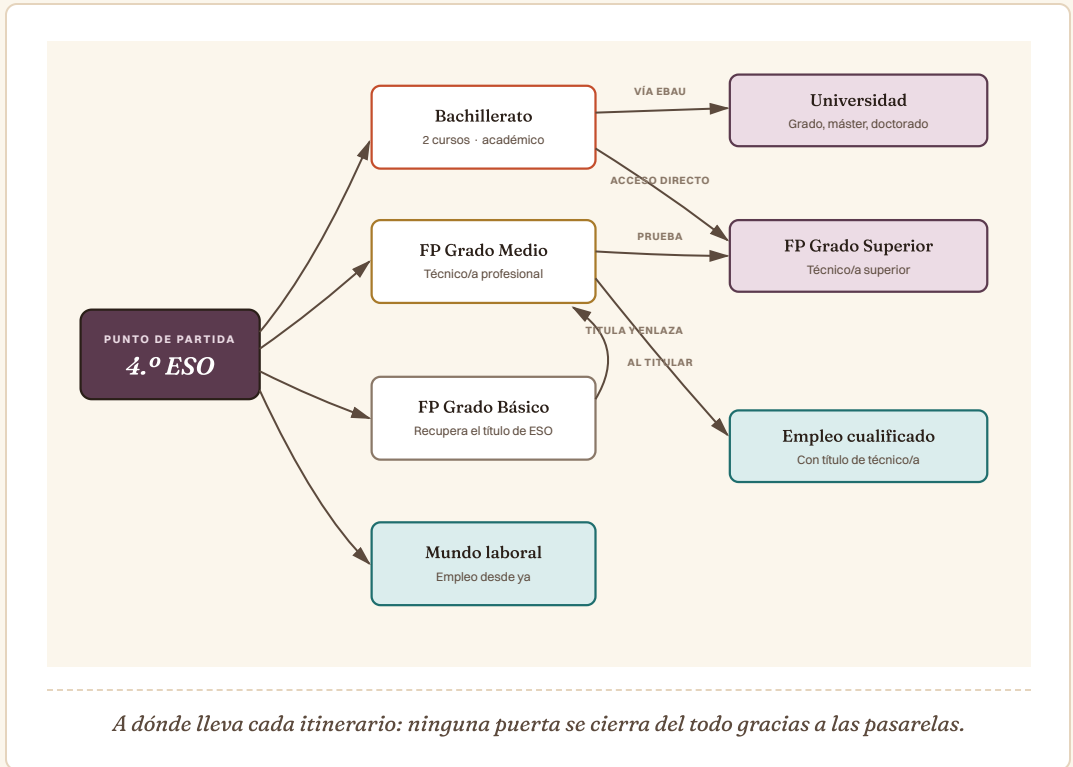 PUNTO DE PARTIDA
4.º ESO
Bachillerato
2 cursos · académico
FP Grado Medio
Técnico/a profesional
FP Grado Básico
Recupera el título de ESO
Mundo laboral
Empleo desde ya
VÍA EBAU
ACCESO DIRECTO
PRUEBA
TITULA Y ENLAZA
AL TITULAR
Universidad
Grado, máster, doctorado
FP Grado Superior
Técnico/a superior
Empleo cualificado
Con título de técnico/a
A dónde lleva cada itinerario: ninguna puerta se cierra del todo gracias a las pasarelas.